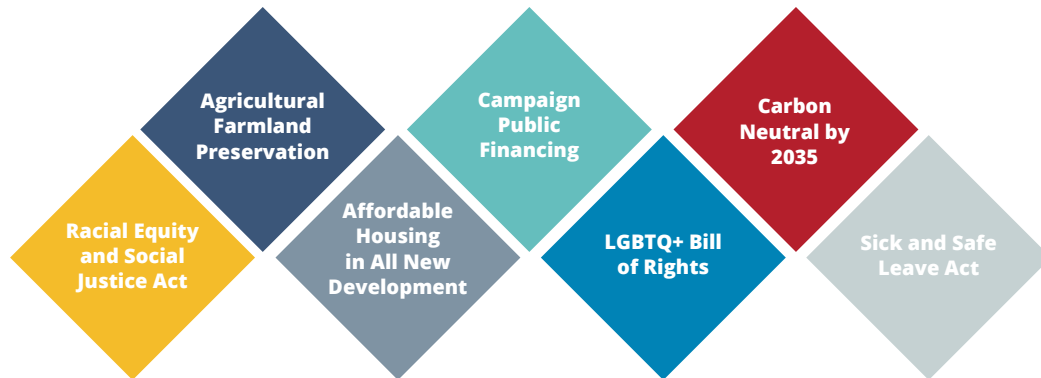 Racial Equity
and Social
Justice Act
Agricultural
Farmland
Preservation
Affordable
Housing
in All New
Development
Campaign
Public
Financing
LGBTQ+ Bill
of Rights
Carbon
Neutral by
2035
Sick and Safe
Leave Act